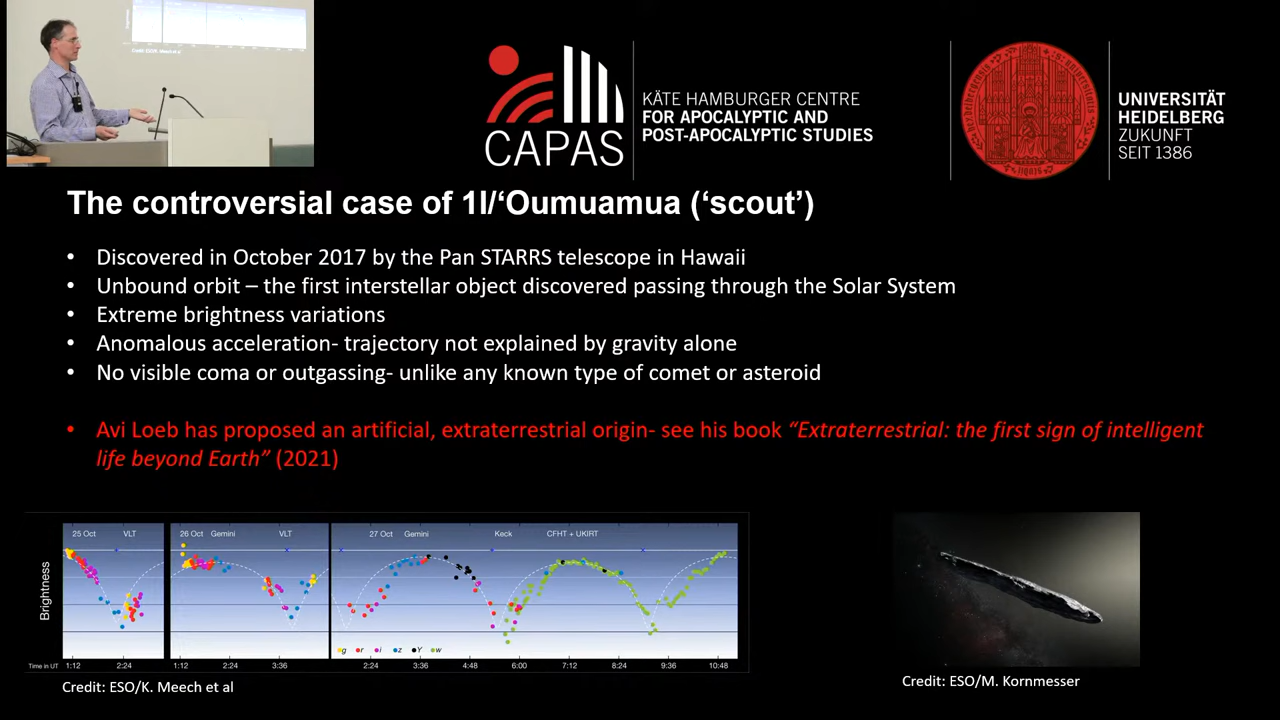 CAPAS
KÄTE HAMBURGER CENTRE
FOR APOCALYPTIC AND
POST-APOCALYPTIC STUDIES
UNIVERSITÄT
HEIDELBERG
ZUKUNFT
SEIT 1386
The controversial case of 1I/‘Oumuamua (‘scout’)
• Discovered in October 2017 by the Pan STARRS telescope in Hawaii
• Unbound orbit – the first interstellar object discovered passing through the Solar System
• Extreme brightness variations
• Anomalous acceleration- trajectory not explained by gravity alone
• No visible coma or outgassing- unlike any known type of comet or asteroid
• Avi Loeb has proposed an artificial, extraterrestrial origin- see his book “Extraterrestrial: the first sign of intelligent
life beyond Earth” (2021)
Brightness
25 Oct VLT
26 Oct Gemini VLT
27 Oct Gemini Keck CFHT + UKIRT
g r i z Y w
Time in UT 1:12 2:24 1:12 2:24 3:36 2:24 3:36 4:48 6:00 7:12 8:24 9:36 10:48
Credit: ESO/K. Meech et al
Credit: ESO/M. Kornmesser